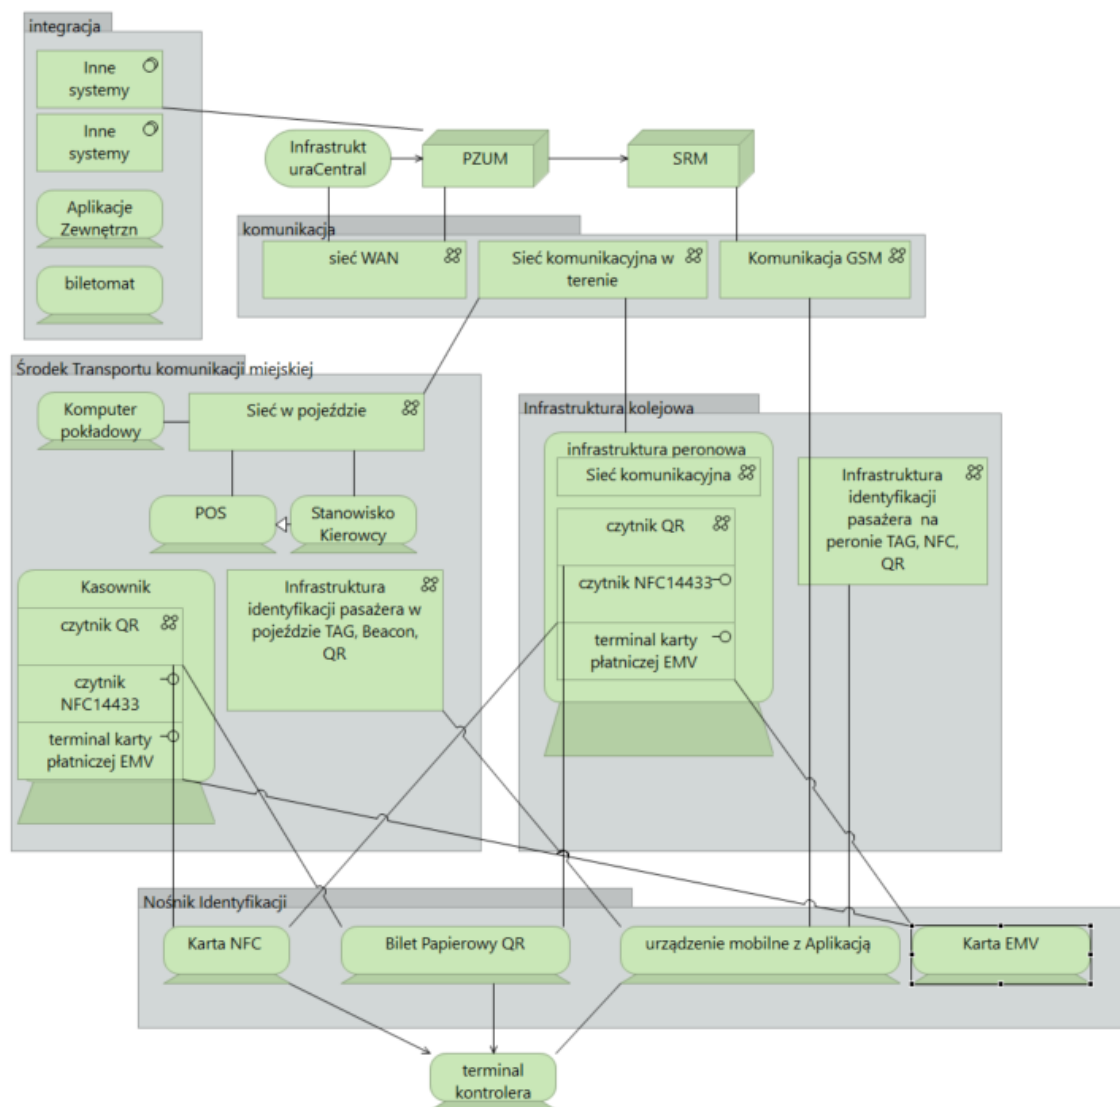 integracja
Inne
systemy
Inne
systemy
Aplikacje
Zewnętrzn
biletomat
Infrastrukt
uraCentral
PZUM
SRM
komunikacja
sieć WAN
Sieć komunikacyjna w
terenie
Komunikacja GSM
Środek Transportu komunikacji miejskiej
Komputer
pokładowy
Sieć w pojeździe
POS
Stanowisko
Kierowcy
Kasownik
czytnik QR
czytnik
NFC14433
terminal karty
płatniczej EMV
Infrastruktura
identyfikacji pasażera w
pojeździe TAG, Beacon,
QR
Infrastruktura kolejowa
infrastruktura peronowa
Sieć komunikacyjna
czytnik QR
czytnik NFC14433
terminal karty
płatniczej EMV
Infrastruktura
identyfikacji
pasażera na
peronie TAG, NFC,
QR
Nośnik Identyfikacji
Karta NFC
Bilet Papierowy QR
urządzenie mobilne z Aplikacją
Karta EMV
terminal
kontrolera